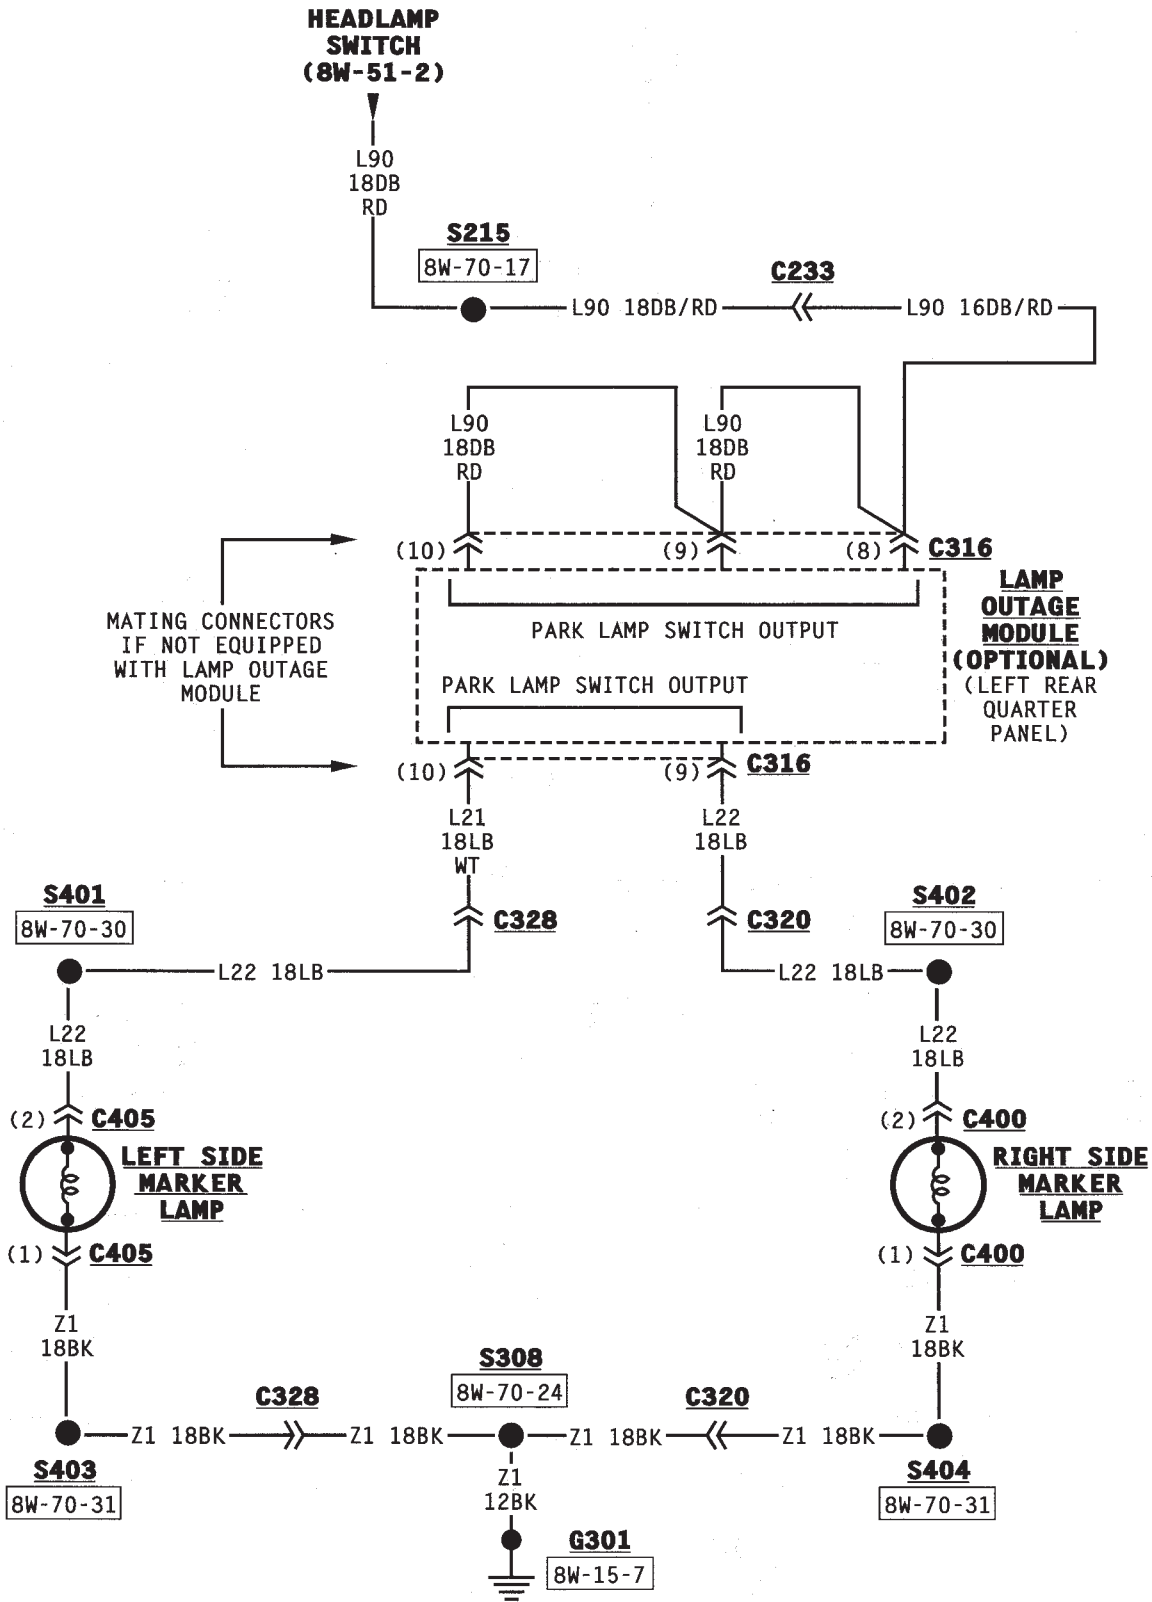 HEADLAMP
SWITCH
(8W-51-2)
L90
18DB
RD
S215
8W-70-17
C233
L90 18DB/RD
L90 16DB/RD
L90
18DB
RD
L90
18DB
RD
(10)
(9)
(8)
C316
LAMP
OUTAGE
MODULE
(OPTIONAL)
(LEFT REAR
QUARTER
PANEL)
MATING CONNECTORS
IF NOT EQUIPPED
WITH LAMP OUTAGE
MODULE
PARK LAMP SWITCH OUTPUT
PARK LAMP SWITCH OUTPUT
(10)
(9)
C316
L21
18LB
WT
L22
18LB
S401
8W-70-30
C328
C320
S402
8W-70-30
L22 18LB
L22 18LB
L22
18LB
L22
18LB
(2)
C405
(2)
C400
LEFT SIDE
MARKER
LAMP
RIGHT SIDE
MARKER
LAMP
(1)
C405
(1)
C400
Z1
18BK
Z1
18BK
S308
8W-70-24
C328
C320
Z1 18BK
Z1 18BK
Z1 18BK
Z1 18BK
S403
8W-70-31
S404
8W-70-31
Z1
12BK
G301
8W-15-7